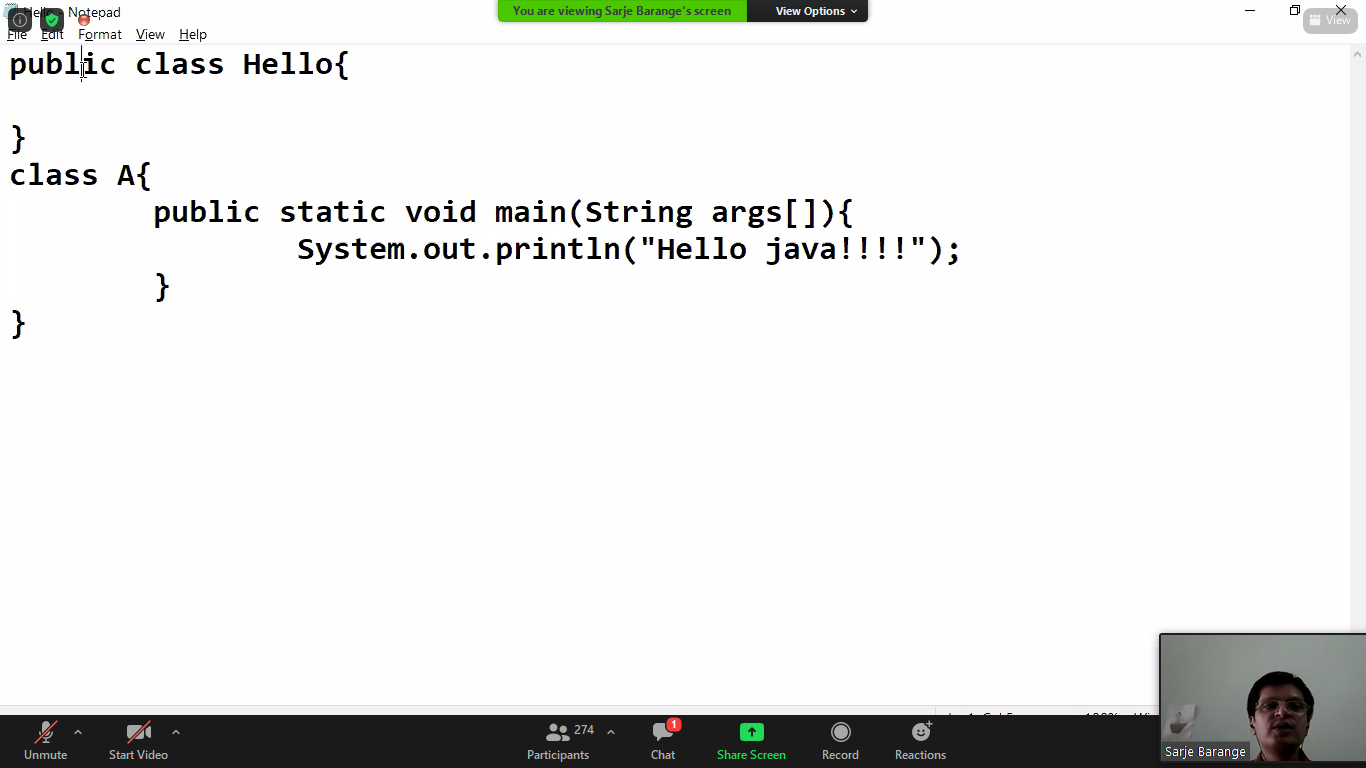 Hello - Notepad
You are viewing Sarje Barange's screen View Options
View
File Edit Format View Help
public class Hello{
}
class A{
public static void main(String args[]){
System.out.println("Hello java!!!!");
}
}
Sarje Barange
274
1
Unmute Start Video Participants Chat Share Screen Record Reactions